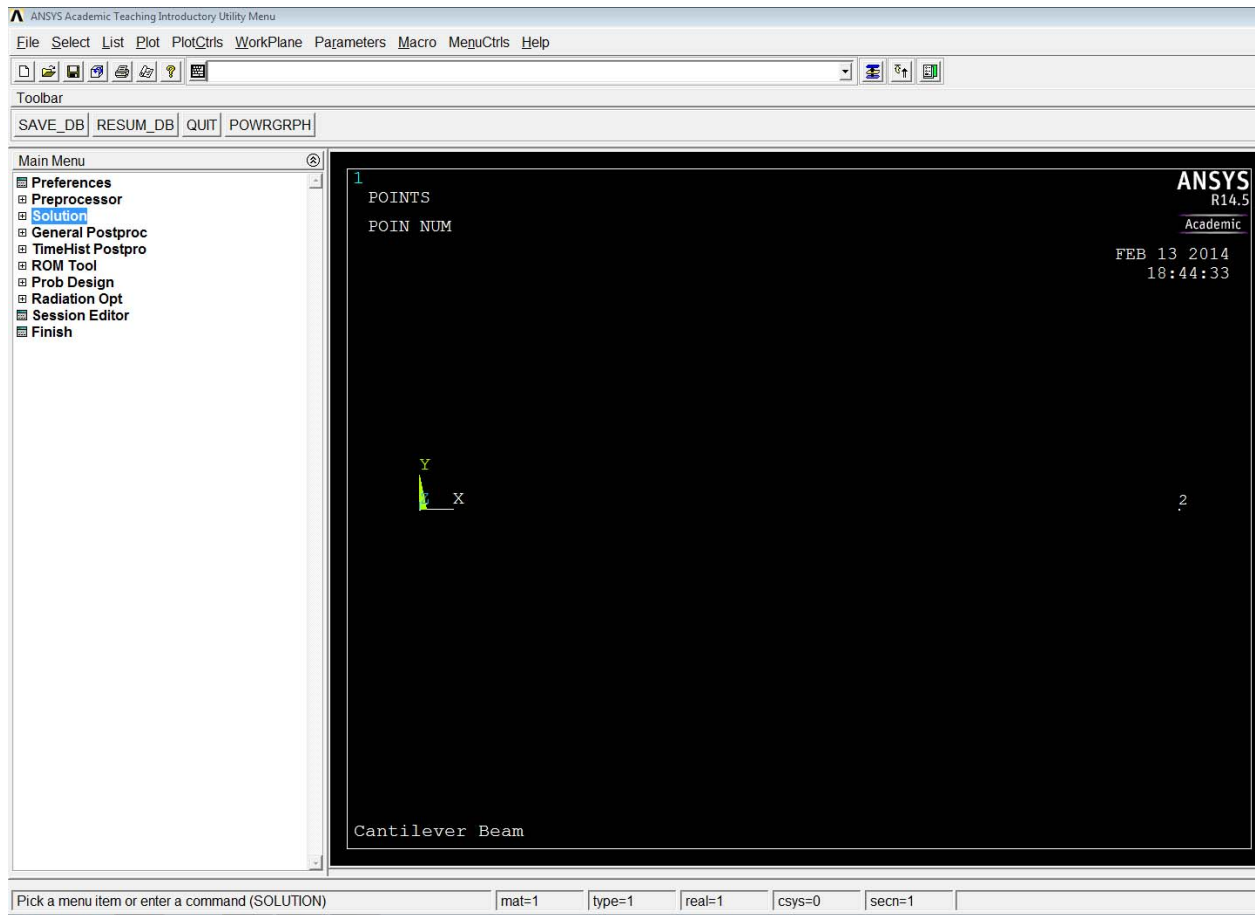 ANSYS Academic Teaching Introductory Utility Menu
File Select List Plot PlotCtrls WorkPlane Parameters Macro MenuCtrls Help
Toolbar
SAVE_DB RESUM_DB QUIT POWRGRPH
Main Menu
Preferences
Preprocessor
Solution
General Postproc
TimeHist Postpro
ROM Tool
Prob Design
Radiation Opt
Session Editor
Finish
1
POINTS
POIN NUM
ANSYS
R14.5
Academic
FEB 13 2014
18:44:33
Y
X
2
Cantilever Beam
Pick a menu item or enter a command (SOLUTION) mat=1 type=1 real=1 csys=0 secn=1